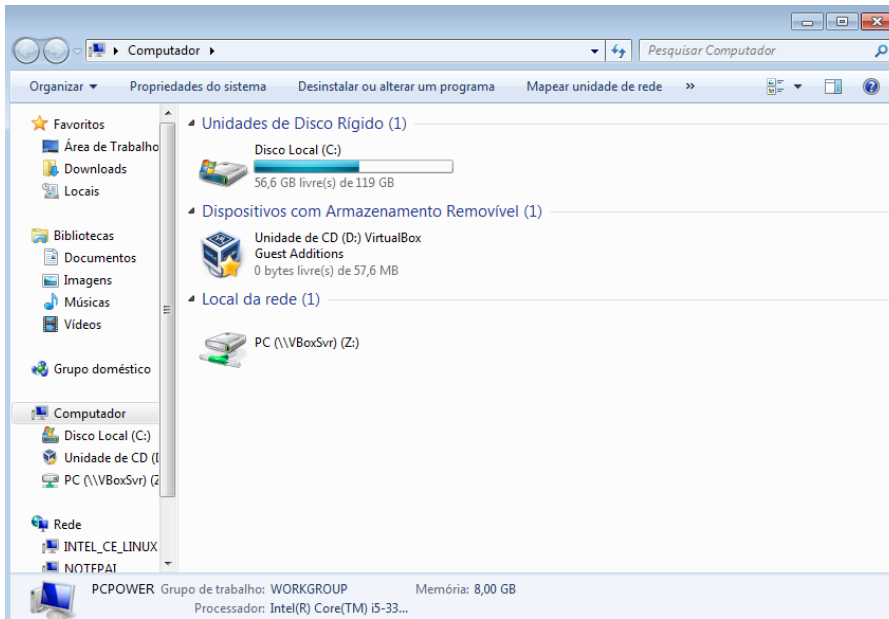 Computador
Pesquisar Computador
Organizar
Propriedades do sistema
Desinstalar ou alterar um programa
Mapear unidade de rede
»
Favoritos
Área de Trabalho
Downloads
Locais
Bibliotecas
Documentos
Imagens
Músicas
Vídeos
Grupo doméstico
Computador
Disco Local (C:)
Unidade de CD (D
PC (\\VBoxSvr) (Z
Rede
INTEL_CE_LINUX
NOTEPAI
Unidades de Disco Rígido (1)
Disco Local (C:)
56,6 GB livre(s) de 119 GB
Dispositivos com Armazenamento Removível (1)
Unidade de CD (D:) VirtualBox
Guest Additions
0 bytes livre(s) de 57,6 MB
Local da rede (1)
PC (\\VBoxSvr) (Z:)
PCPOWER Grupo de trabalho: WORKGROUP Memória: 8,00 GB
Processador: Intel(R) Core(TM) i5-33...